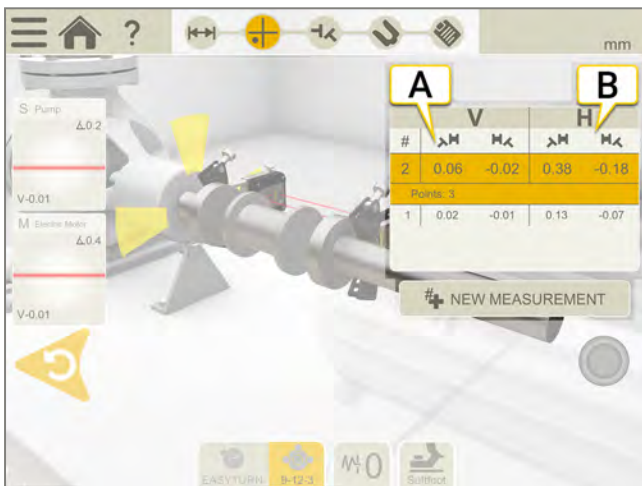 ?
mm
A
B
S Pump
0.2
V-0.01
M Electric Motor
0.4
V-0.01
V H
#
2 0.06 -0.02 0.38 -0.18
Points: 3
1 0.02 -0.01 0.13 -0.07
# NEW MEASUREMENT
EASYTURN 9-12-3
0
Softfoot